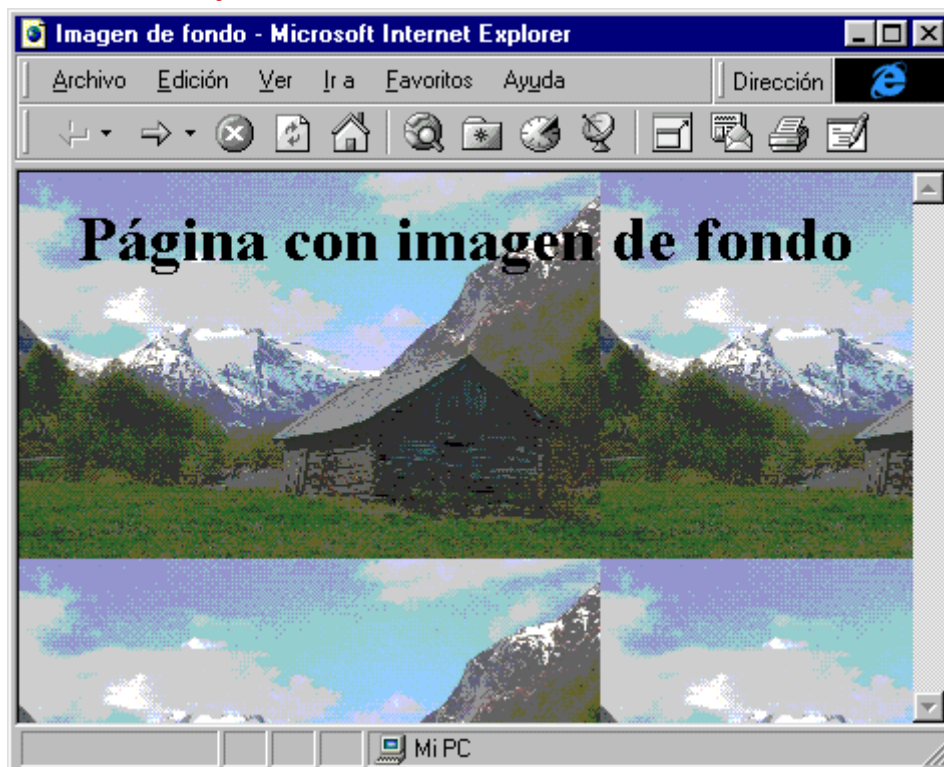 Imagen de fondo - Microsoft Internet Explorer
Archivo Edición Ver Ir a Favoritos Ayuda Dirección
Página con imagen de fondo
Mi PC